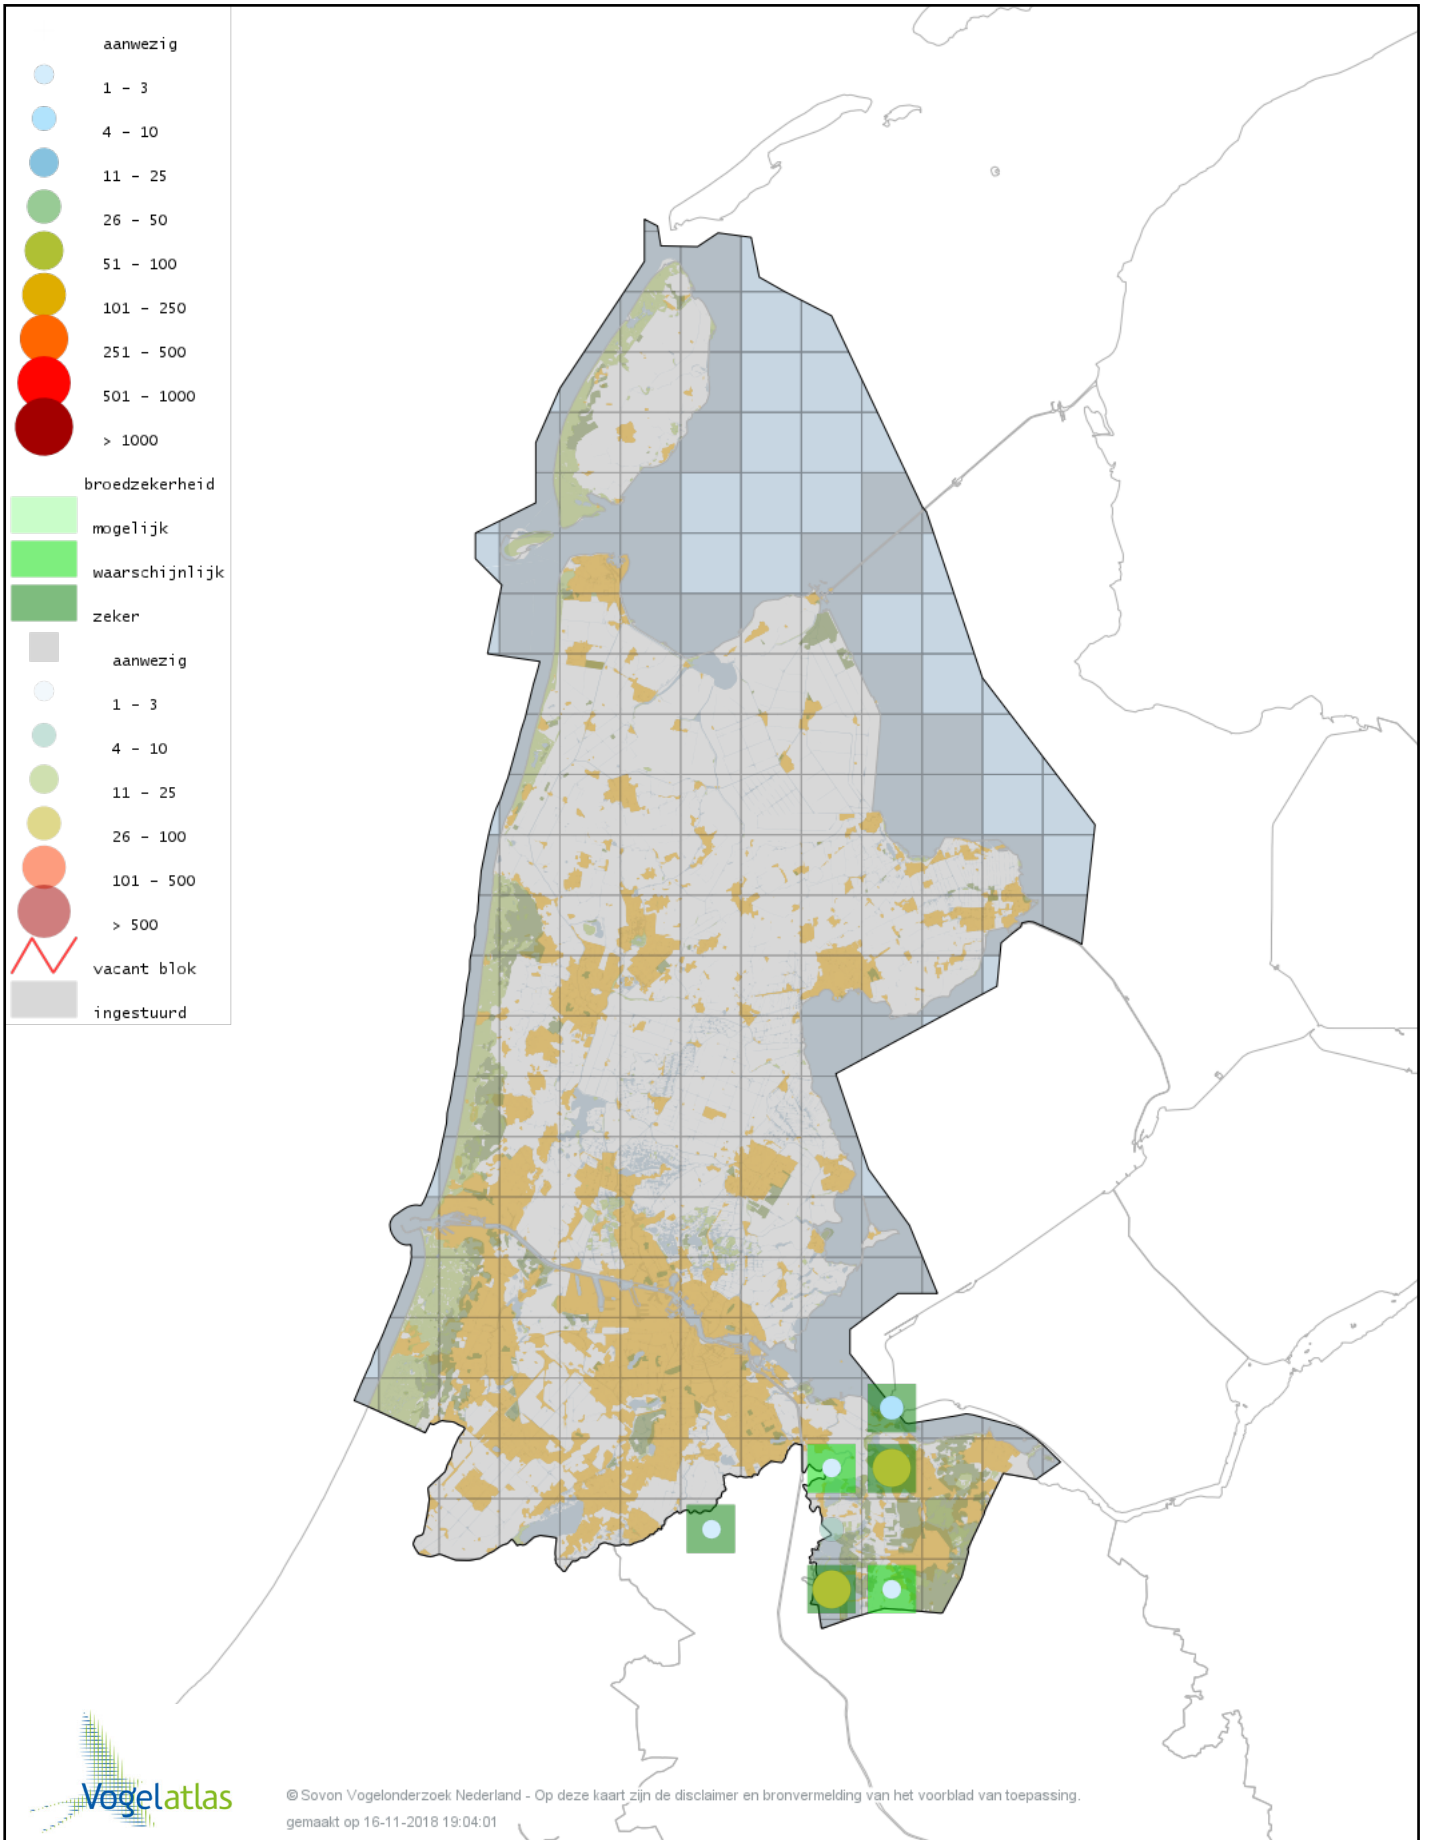 aanwezig
1 - 3
4 - 10
11 - 25
26 - 50
51 - 100
101 - 250
251 - 500
501 - 1000
> 1000
broedzekerheid
mogelijk
waarschijnlijk
zeker
aanwezig
1 - 3
4 - 10
11 - 25
26 - 100
101 - 500
> 500
vacant blok
ingestuurd
Vogelatlas
© Sovon Vogelonderzoek Nederland - Op deze kaart zijn de disclaimer en bronvermelding van het voorblad van toepassing.
gemaakt op 16-11-2018 19:04:01